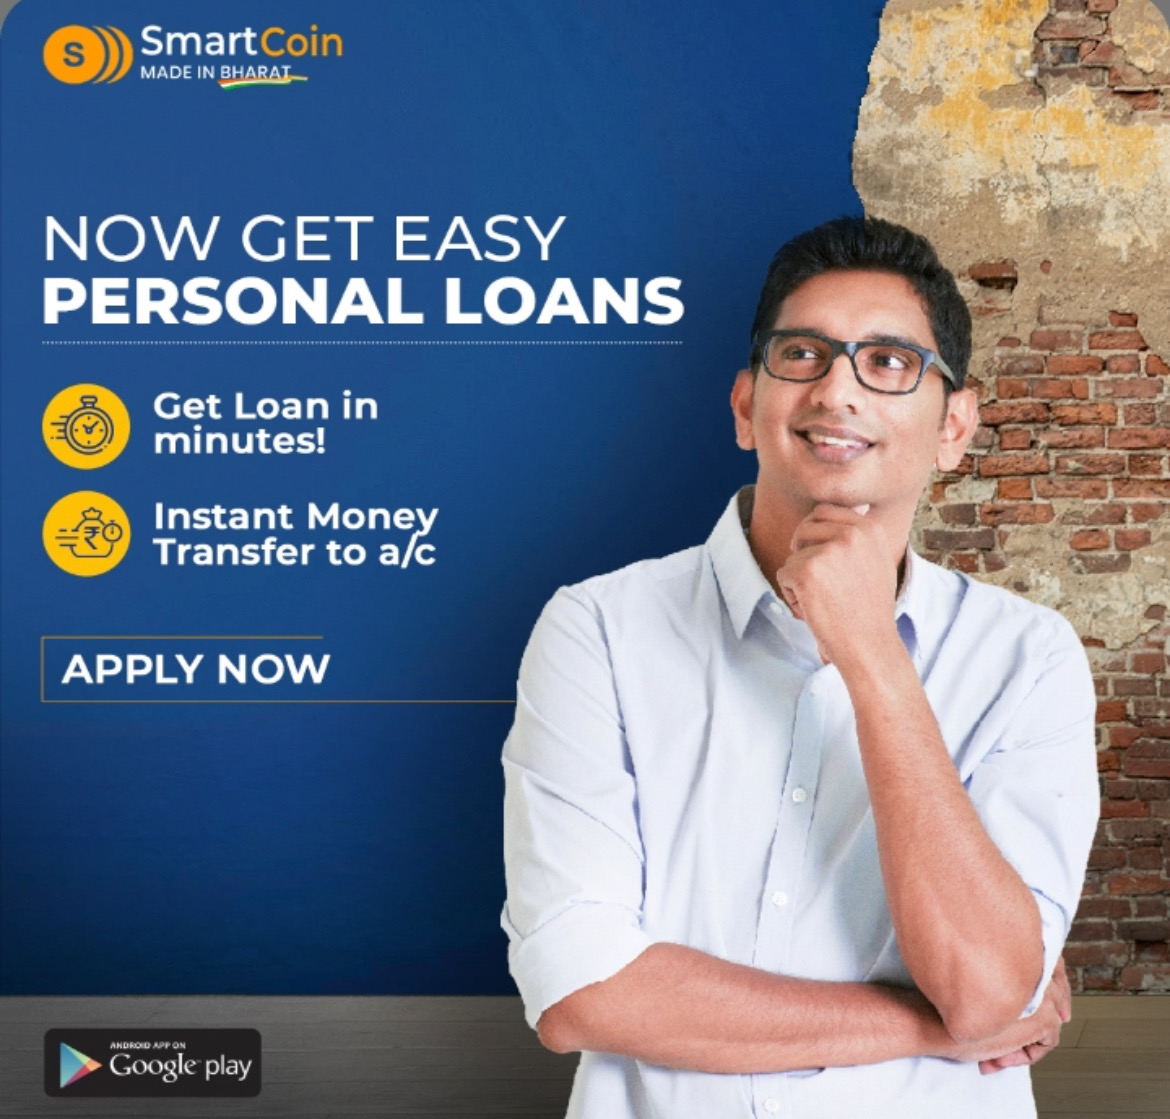 S
SmartCoin
MADE IN BHARAT
NOW GET EASY
PERSONAL LOANS
Get Loan in
minutes!
₹
Instant Money
Transfer to a/c
APPLY NOW
ANDROID APP ON
Google play